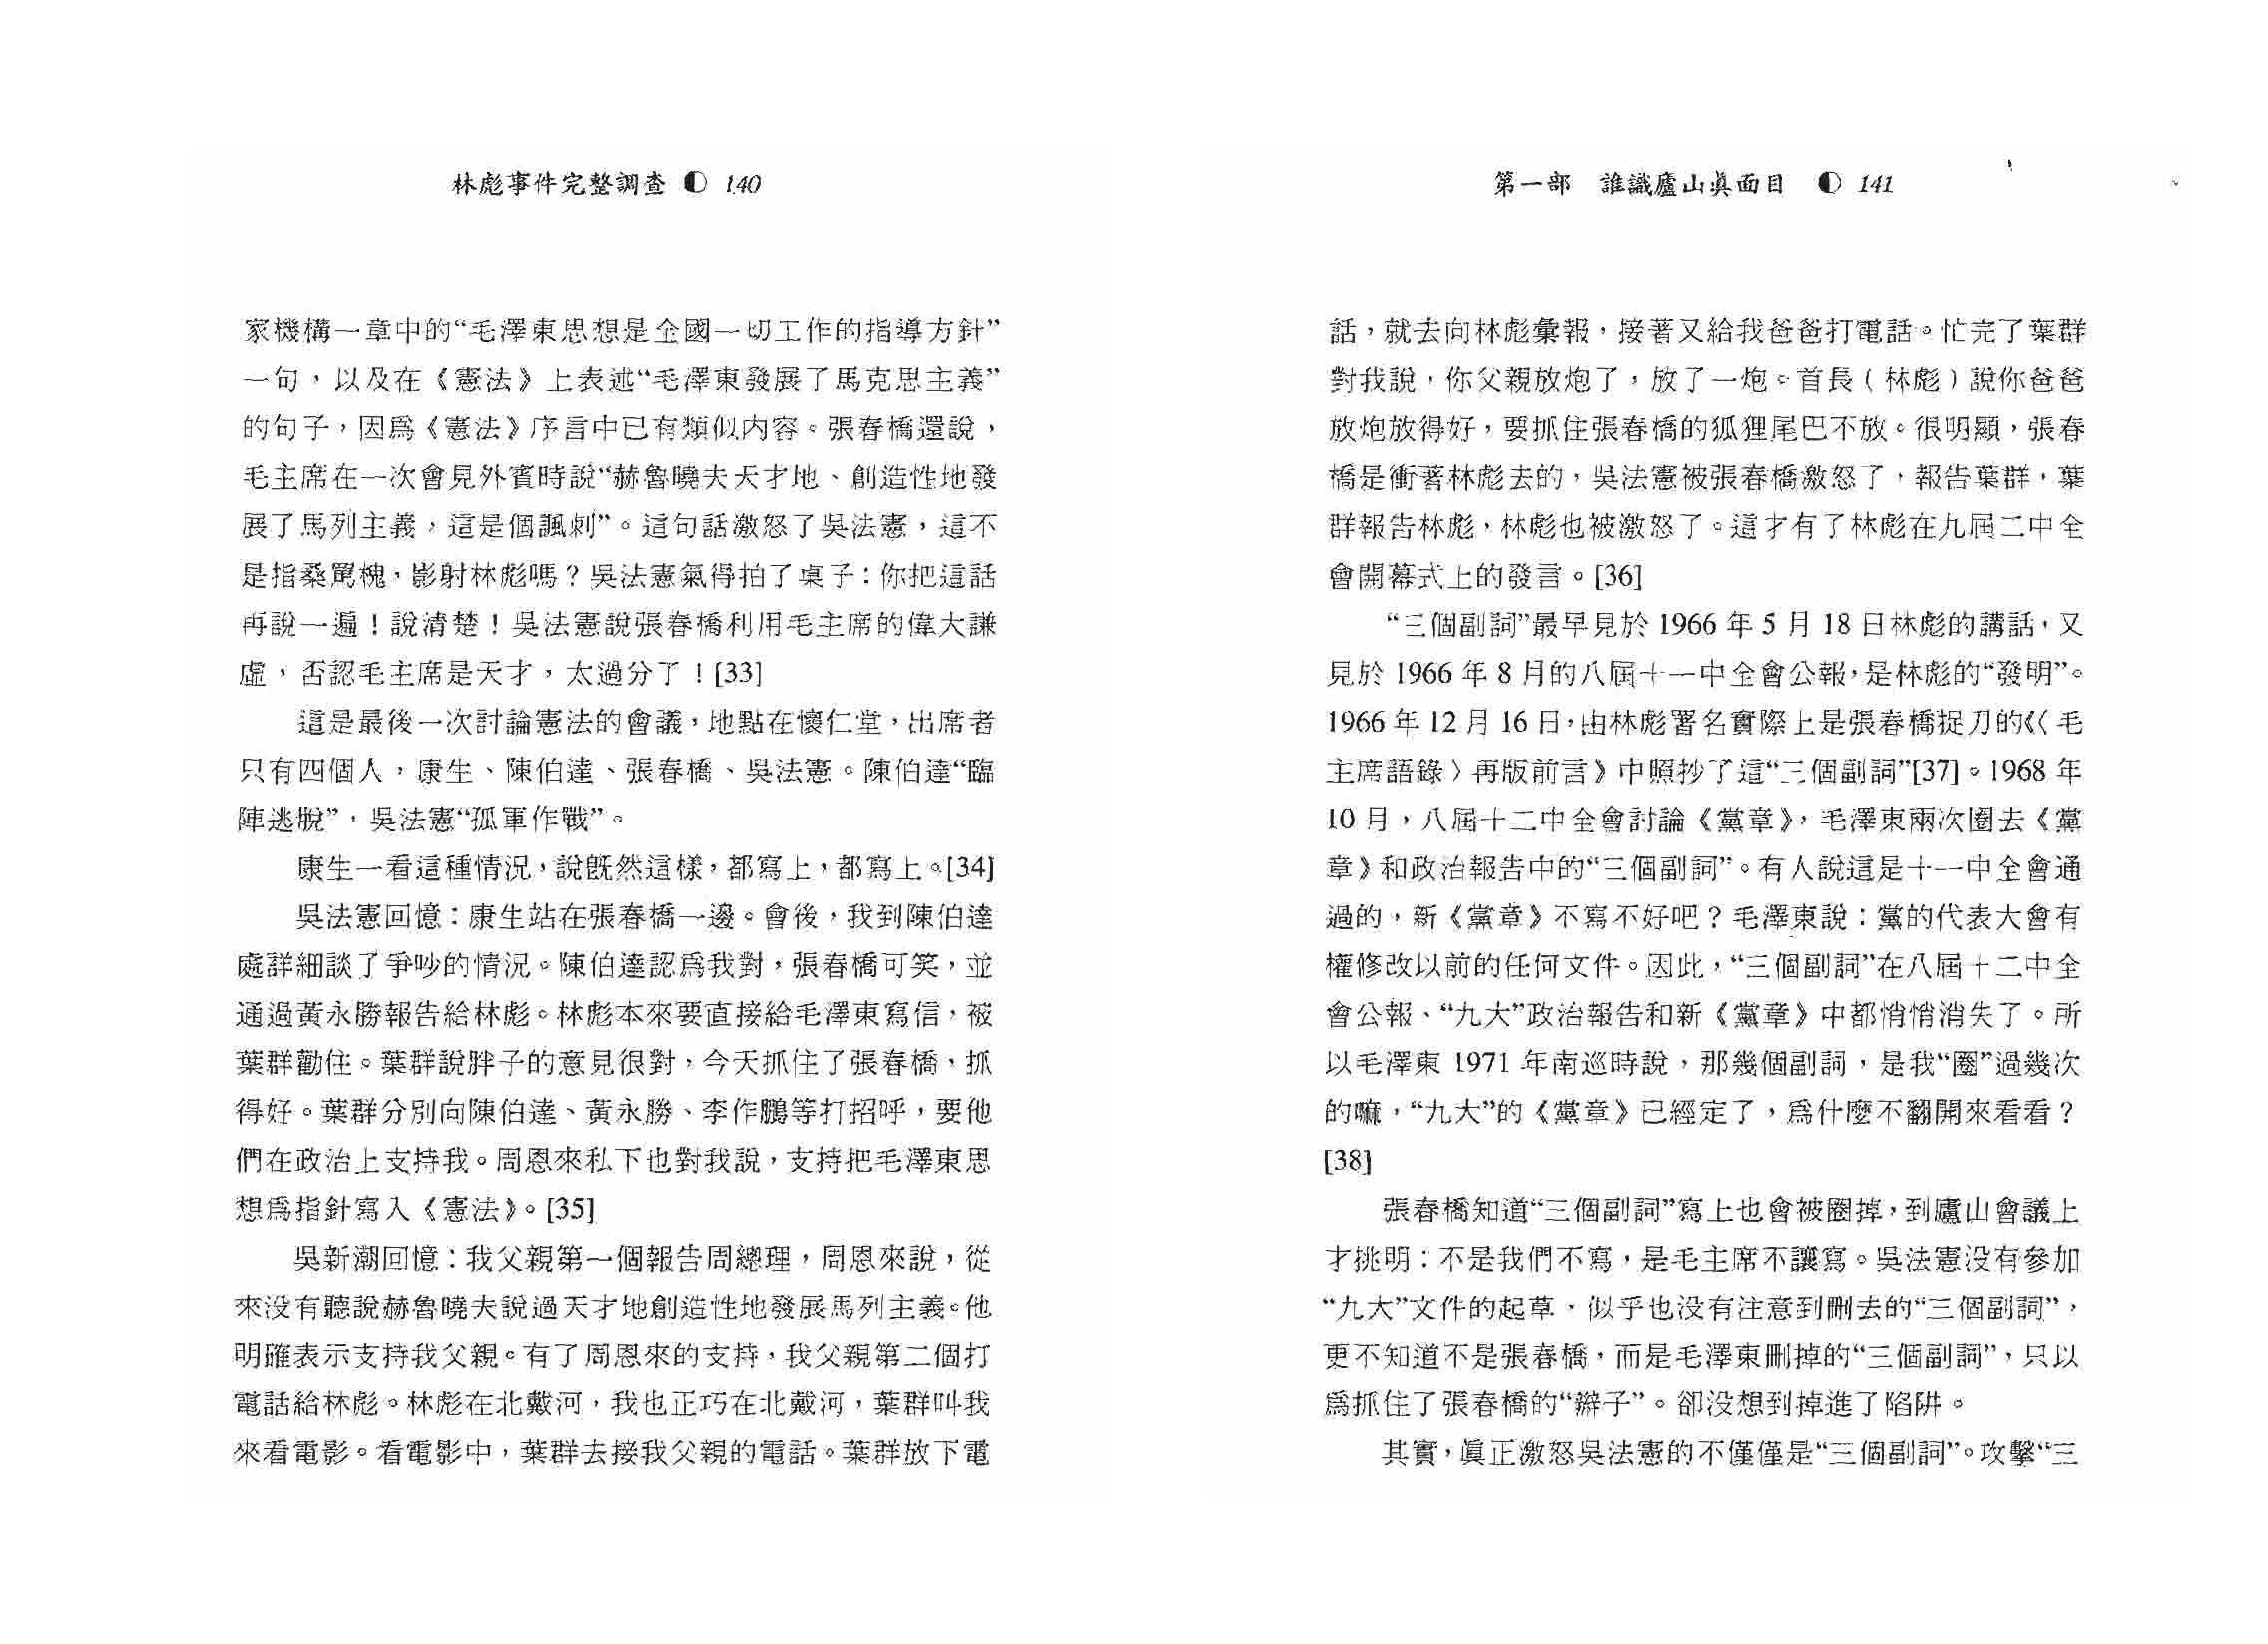 林彪事件完整調查 ◐ 140
家機構一章中的“毛澤東思想是全國一切工作的指導方針”
一句，以及在《憲法》上表述“毛澤東發展了馬克思主義”
的句子，因爲《憲法》序言中已有類似内容。張春橋還說，
毛主席在一次會見外賓時說“赫魯曉夫天才地、創造性地發
展了馬列主義，這是個諷刺”。這句話激怒了吳法憲，這不
是指桑罵槐，影射林彪嗎？吳法憲氣得拍了桌子：你把這話
再說一遍！說清楚！吳法憲說張春橋利用毛主席的偉大謙
虛，否認毛主席是天才，太過分了！[33]
這是最後一次討論憲法的會議，地點在懷仁堂，出席者
只有四個人，康生、陳伯達、張春橋、吳法憲。陳伯達“臨
陣逃脫”，吳法憲“孤軍作戰”。
康生一看這種情況，說既然這樣，都寫上，都寫上。[34]
吳法憲回憶：康生站在張春橋一邊。會後，我到陳伯達
處詳細談了爭吵的情況。陳伯達認爲我對，張春橋可笑，並
通過黃永勝報告給林彪。林彪本來要直接給毛澤東寫信，被
葉群勸住。葉群說胖子的意見很對，今天抓住了張春橋，抓
得好。葉群分別向陳伯達、黃永勝、李作鵬等打招呼，要他
們在政治上支持我。周恩來私下也對我說，支持把毛澤東思
想爲指針寫入《憲法》。[35]
吳新潮回憶：我父親第一個報告周總理，周恩來說，從
來没有聽說赫魯曉夫說過天才地創造性地發展馬列主義。他
明確表示支持我父親。有了周恩來的支持，我父親第二個打
電話給林彪。林彪在北戴河，我也正巧在北戴河，葉群叫我
來看電影。看電影中，葉群去接我父親的電話。葉群放下電
第一部 誰識廬山眞面目 ◐ 141
話，就去向林彪彙報，接著又給我爸爸打電話。忙完了葉群
對我說，你父親放炮了，放了一炮。首長（林彪）說你爸爸
放炮放得好，要抓住張春橋的狐狸尾巴不放。很明顯，張春
橋是衝著林彪去的，吳法憲被張春橋激怒了，報告葉群，葉
群報告林彪，林彪也被激怒了。這才有了林彪在九屆二中全
會開幕式上的發言。[36]
“三個副詞”最早見於 1966 年 5 月 18 日林彪的講話，又
見於 1966 年 8 月的八屆十一中全會公報，是林彪的“發明”。
1966 年 12 月 16 日，由林彪署名實際上是張春橋捉刀的《〈毛
主席語錄〉再版前言》中照抄了這“三個副詞”[37]。1968 年
10 月，八屆十二中全會討論《黨章》，毛澤東兩次圈去《黨
章》和政治報告中的“三個副詞”。有人說這是十一中全會通
過的，新《黨章》不寫不好吧？毛澤東說：黨的代表大會有
權修改以前的任何文件。因此，“三個副詞”在八屆十二中全
會公報、“九大”政治報告和新《黨章》中都悄悄消失了。所
以毛澤東 1971 年南巡時說，那幾個副詞，是我“圈”過幾次
的嘛，“九大”的《黨章》已經定了，爲什麼不翻開來看看？
[38]
張春橋知道“三個副詞”寫上也會被圈掉，到廬山會議上
才挑明：不是我們不寫，是毛主席不讓寫。吳法憲没有參加
“九大”文件的起草，似乎也没有注意到刪去的“三個副詞”，
更不知道不是張春橋，而是毛澤東刪掉的“三個副詞”，只以
爲抓住了張春橋的“辮子”。卻没想到掉進了陷阱。
其實，眞正激怒吳法憲的不僅僅是“三個副詞”。攻擊“三